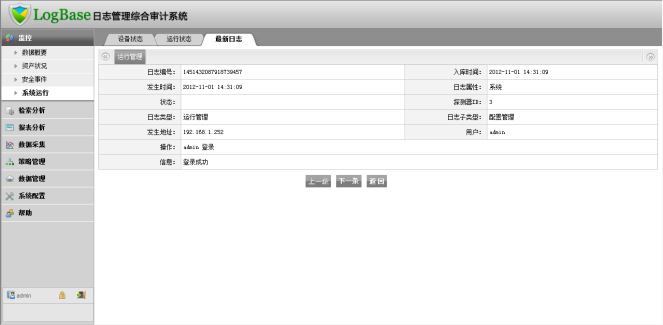 LogBase日志管理综合审计系统
监控
设备状态 运行状态 最新日志
数据概要
资产状况
安全事件
系统运行
检索分析
报表分析
数据采集
策略管理
数据管理
系统配置
帮助
运行管理
日志编号： 1451432087918739457 入库时间： 2012-11-01 14:31:09
发生时间： 2012-11-01 14:31:09 日志属性： 系统
状态： 探测器ID： 3
日志类型： 运行管理 日志子类型： 配置管理
发生地址： 192.168.1.252 用户： admin
操作： admin 登录
信息： 登录成功
上一条 下一条 返回
admin